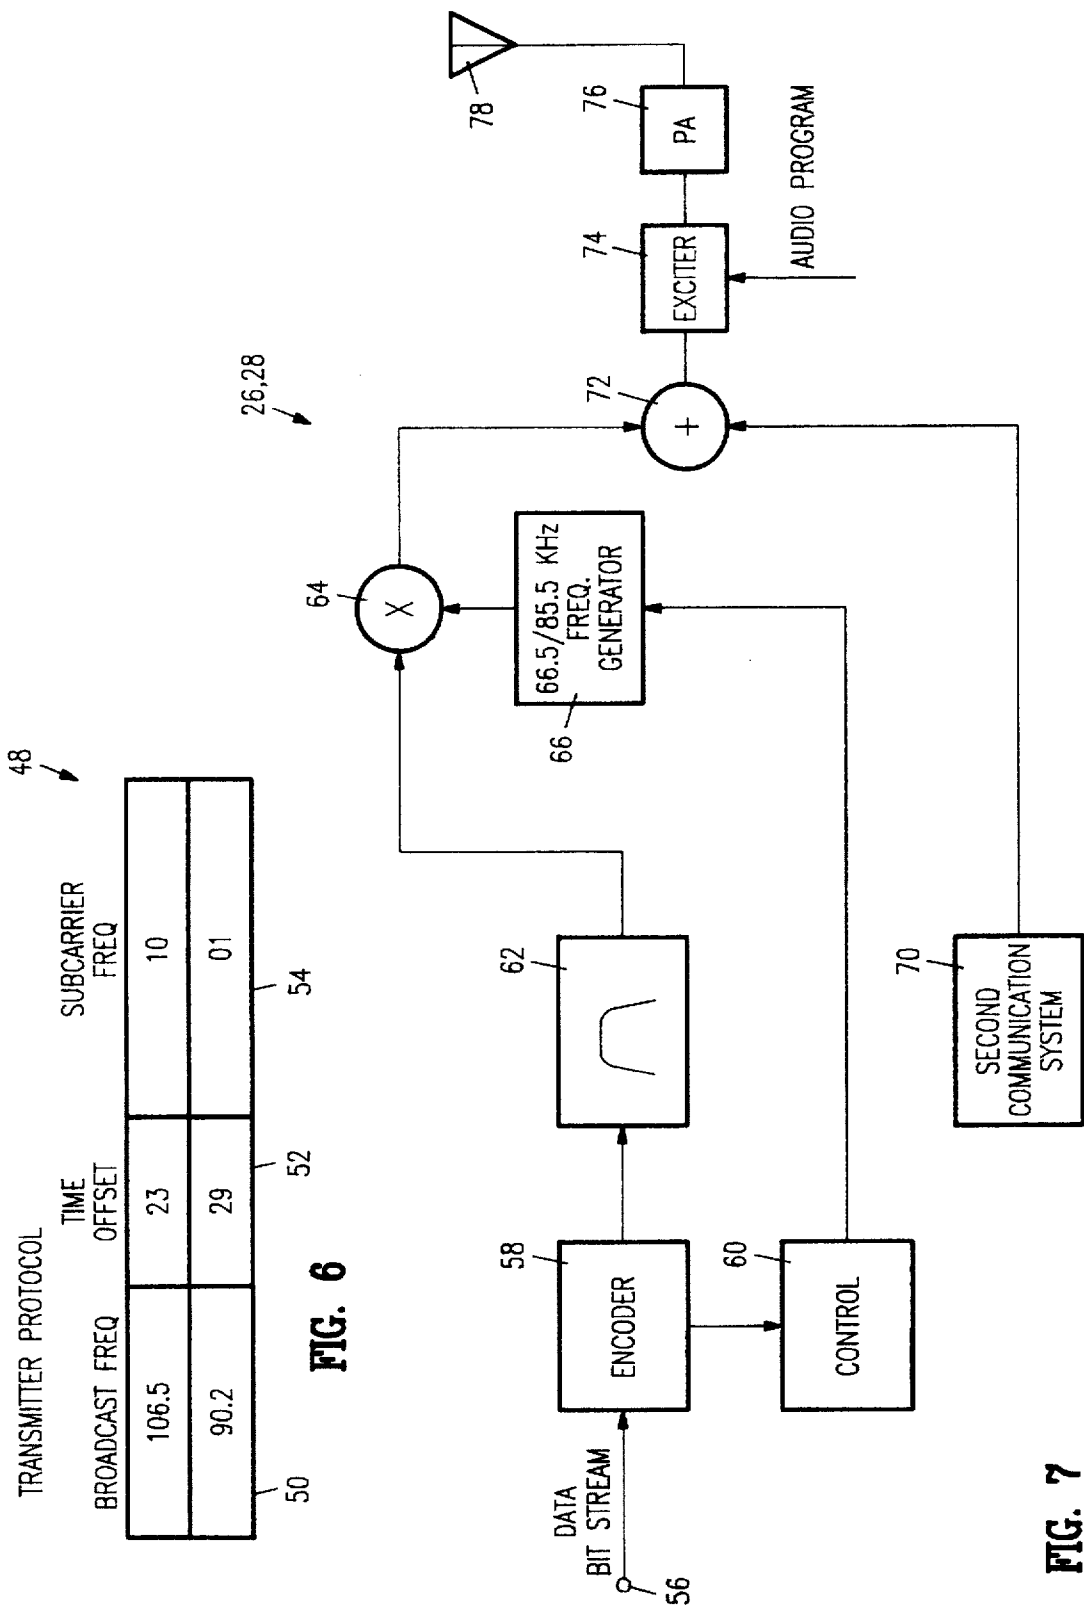 TRANSMITTER PROTOCOL
48
BROADCAST FREQ
TIME
OFFSET
SUBCARRIER
FREQ
106.5
23
10
90.2
29
01
50
52
54
FIG. 6
26,28
DATA
BIT STREAM
56
58
ENCODER
60
CONTROL
62
64
X
66
66.5/85.5 KHz
FREQ.
GENERATOR
70
SECOND
COMMUNICATION
SYSTEM
72
+
74
EXCITER
AUDIO PROGRAM
76
PA
78
FIG. 7